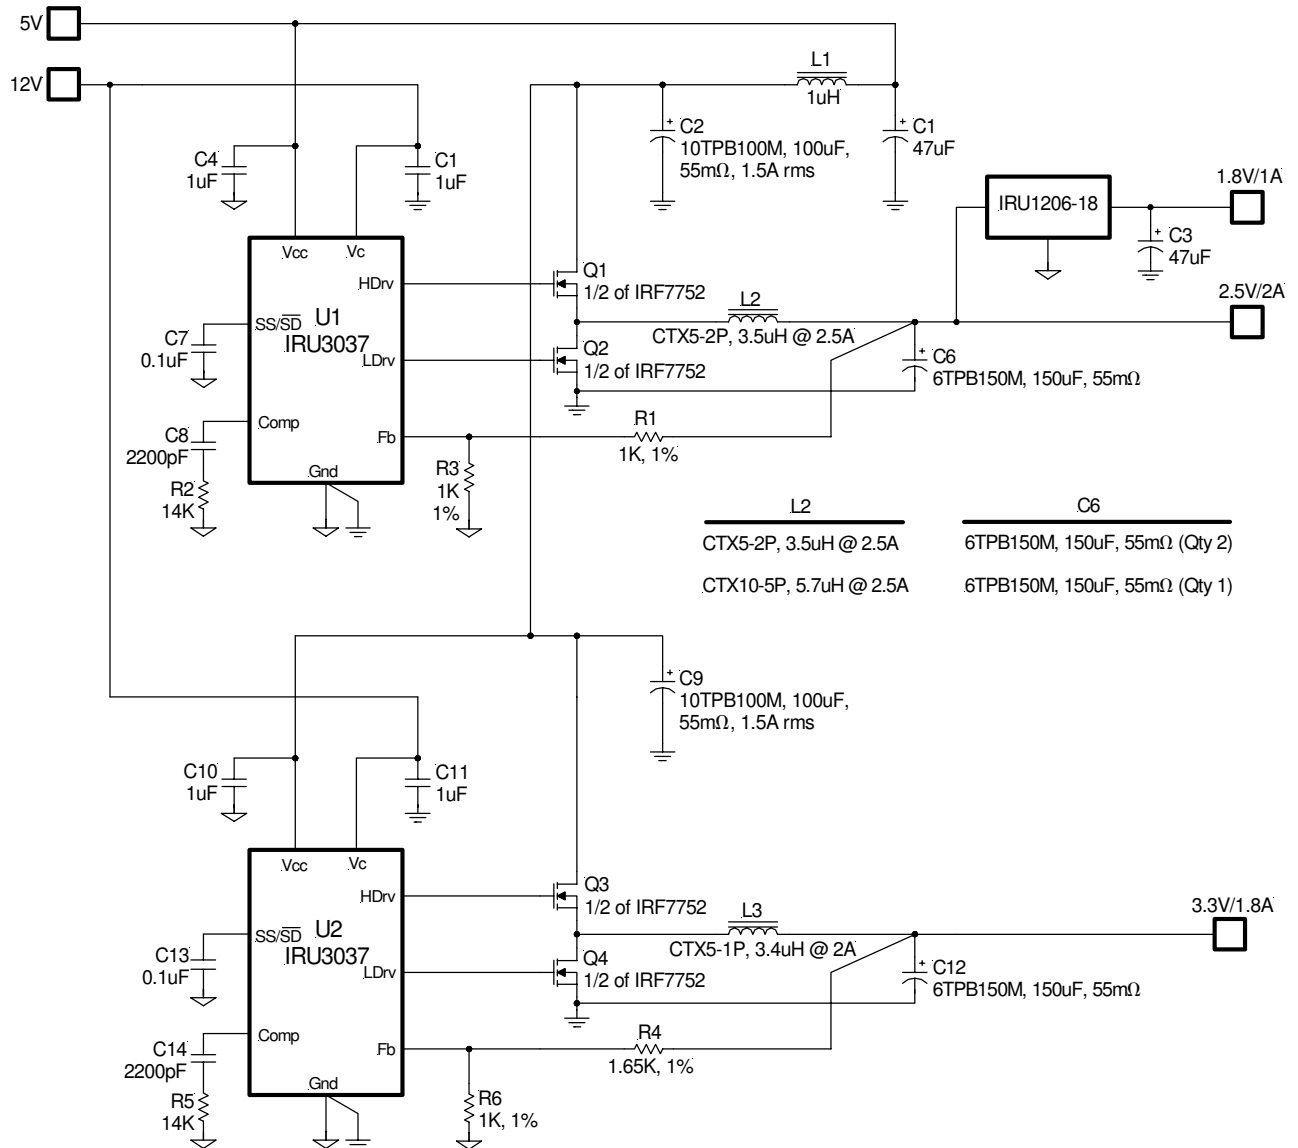 5V
12V
L1
1uH
C4
1uF
C1
1uF
C2
10TPB100M, 100uF,
55mΩ, 1.5A rms
C1
47uF
IRU1206-18
1.8V/1A
C3
47uF
2.5V/2A
Vcc
Vc
HDrv
U1
IRU3037
SS/SD
LDrv
Comp
Fb
Gnd
C7
0.1uF
C8
2200pF
R2
14K
Q1
1/2 of IRF7752
L2
CTX5-2P, 3.5uH @ 2.5A
Q2
1/2 of IRF7752
C6
6TPB150M, 150uF, 55mΩ
R1
1K, 1%
R3
1K
1%
L2 C6
CTX5-2P, 3.5uH @ 2.5A 6TPB150M, 150uF, 55mΩ (Qty 2)
CTX10-5P, 5.7uH @ 2.5A 6TPB150M, 150uF, 55mΩ (Qty 1)
C9
10TPB100M, 100uF,
55mΩ, 1.5A rms
C10
1uF
C11
1uF
Vcc
Vc
HDrv
U2
IRU3037
SS/SD
LDrv
Comp
Fb
Gnd
C13
0.1uF
C14
2200pF
R5
14K
Q3
1/2 of IRF7752
L3
CTX5-1P, 3.4uH @ 2A
3.3V/1.8A
Q4
1/2 of IRF7752
C12
6TPB150M, 150uF, 55mΩ
R4
1.65K, 1%
R6
1K, 1%